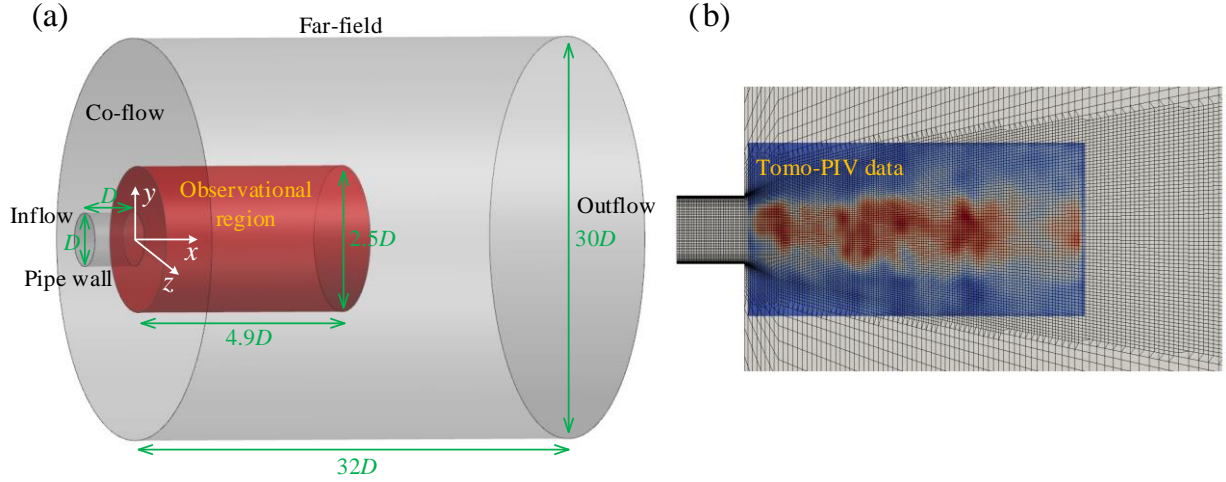 (a)
Far-field
Co-flow
D
y
Observational
region
Inflow
D
x
2.5D
Outflow
30D
Pipe wall
z
4.9D
32D
(b)
Tomo-PIV data